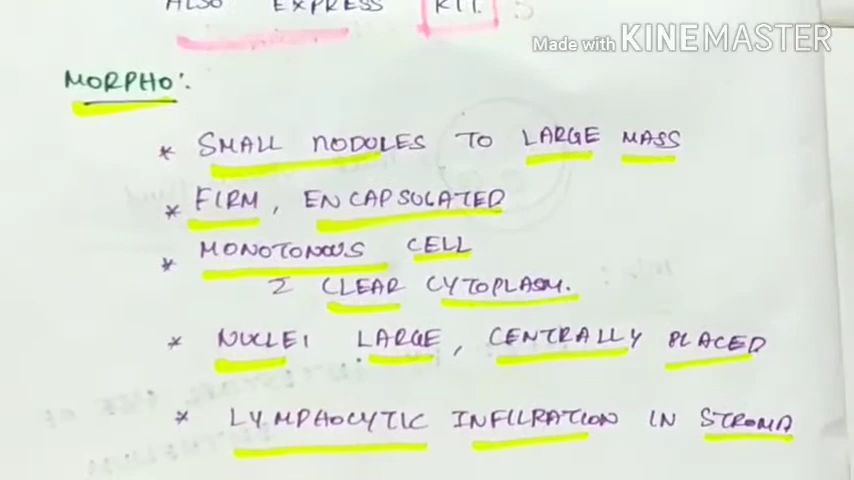 ALSO EXPRESS KIT.
Made with KINEMASTER
MORPHO:
* SMALL NODULES TO LARGE MASS
* FIRM, ENCAPSULATED
* MONOTONOUS CELL
C CLEAR CYTOPLASM.
* NUCLEI LARGE, CENTRALLY PLACED
* LYMPHOCYTIC INFILRATION IN STROMA